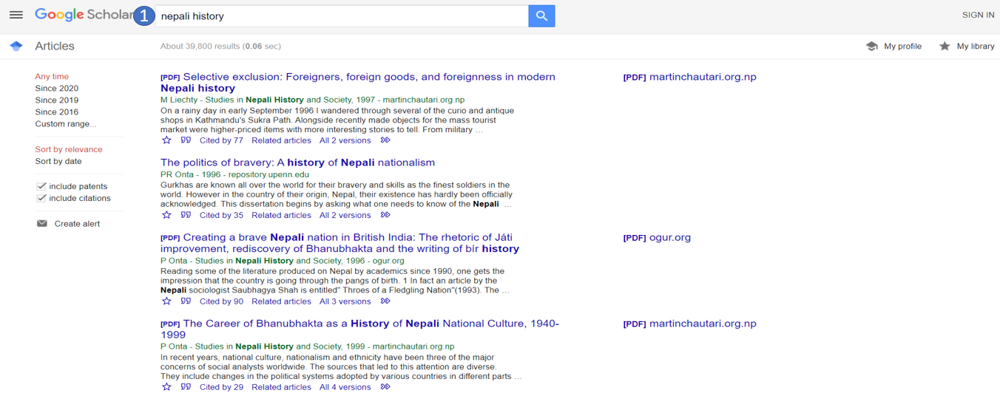 Google Scholar 1 nepali history SIGN IN
Articles About 39,800 results (0.06 sec) My profile My library
Any time
Since 2020
Since 2019
Since 2016
Custom range...
Sort by relevance
Sort by date
include patents
include citations
Create alert
[PDF] Selective exclusion: Foreigners, foreign goods, and foreignness in modern
Nepali history
M Liechty - Studies in Nepali History and Society, 1997 - martinchautari.org.np
On a rainy day in early September 1996 I wandered through several of the curio and antique
shops in Kathmandu's Sukra Path. Alongside recently made objects for the mass tourist
market were higher-priced items with more interesting stories to tell. From military …
Cited by 77 Related articles All 2 versions
[PDF] martinchautari.org.np
The politics of bravery: A history of Nepali nationalism
PR Onta - 1996 - repository.upenn.edu
Gurkhas are known all over the world for their bravery and skills as the finest soldiers in the
world. However in the country of their origin, Nepal, their existence has hardly been officially
acknowledged. This dissertation begins by asking what one needs to know of the Nepali …
Cited by 35 Related articles All 2 versions
[PDF] Creating a brave Nepali nation in British India: The rhetoric of Játi
improvement, rediscovery of Bhanubhakta and the writing of bír history
P Onta - Studies in Nepali History and Society, 1996 - ogur.org
Reading some of the literature produced on Nepal by academics since 1990, one gets the
impression that the country is going through the pangs of birth. 1 In fact an article by the
Nepali sociologist Saubhagya Shah is entitled" Throes of a Fledgling Nation"(1993). The …
Cited by 90 Related articles All 3 versions
[PDF] ogur.org
[PDF] The Career of Bhanubhakta as a History of Nepali National Culture, 1940-
1999
P Onta - Studies in Nepali History and Society, 1999 - martinchautari.org.np
In recent years, national culture, nationalism and ethnicity have been three of the major
concerns of social analysts worldwide. The sources that led to this attention are diverse.
They include changes in the political systems adopted by various countries in different parts …
Cited by 29 Related articles All 4 versions
[PDF] martinchautari.org.np